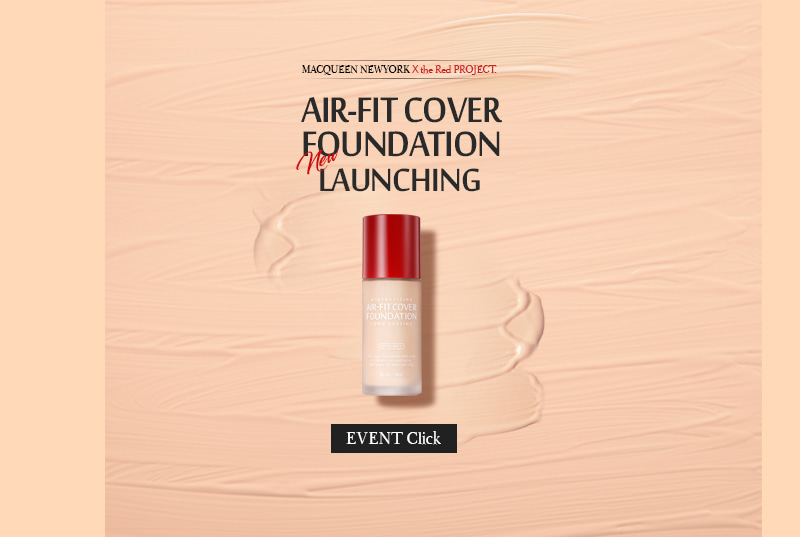 MACQUEEN NEWYORK X the Red PROJECT.
AIR-FIT COVER
FOUNDATION
New
LAUNCHING
AIR-FIT COVER
FOUNDATION
EVENT Click